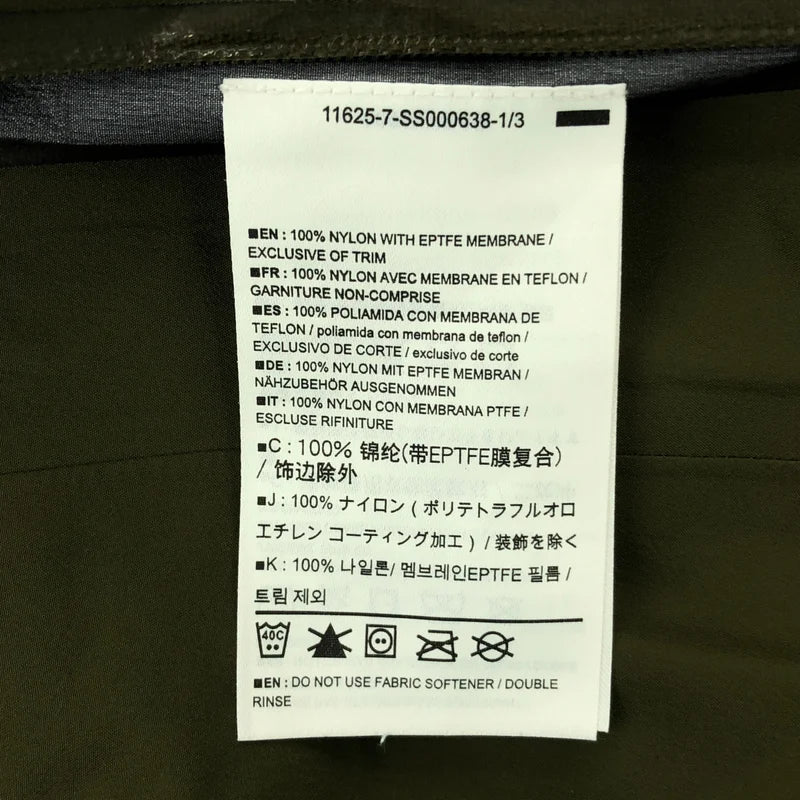 11625-7-SS000638-1/3
■EN : 100% NYLON WITH EPTFE MEMBRANE /
EXCLUSIVE OF TRIM
■FR : 100% NYLON AVEC MEMBRANE EN TEFLON /
GARNITURE NON-COMPRISE
■ES : 100% POLIAMIDA CON MEMBRANA DE
TEFLON / poliamida con membrana de teflon /
EXCLUSIVO DE CORTE / exclusivo de corte
■DE : 100% NYLON MIT EPTFE MEMBRAN /
NÄHZUBEHÖR AUSGENOMMEN
■IT : 100% NYLON CON MEMBRANA PTFE /
ESCLUSE RIFINITURE
■C : 100% 锦纶(带EPTFE膜复合)
/ 饰边除外
■J : 100% ナイロン ( ポリテトラフルオロ
エチレン コーティング加工 ) / 装飾を除く
■K : 100% 나일론/ 멤브레인EPTFE 필름 /
트림 제외
40C
■EN : DO NOT USE FABRIC SOFTENER / DOUBLE
RINSE